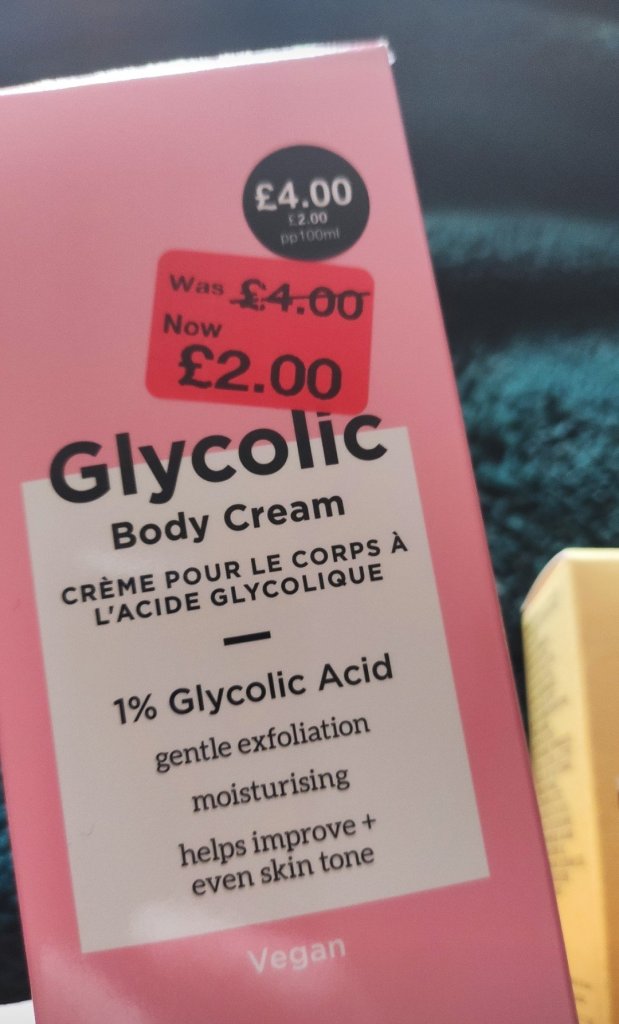 £4.00
£2.00
pp100ml
Was £4.00
Now
£2.00
Glycolic
Body Cream
CRÈME POUR LE CORPS À
L'ACIDE GLYCOLIQUE
1% Glycolic Acid
gentle exfoliation
moisturising
helps improve +
even skin tone
Vegan